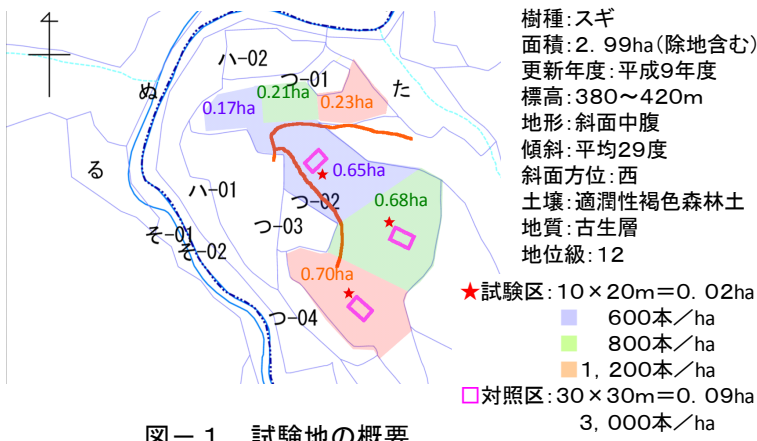 ハ-02
つ-01
た
ぬ
0.21ha
0.17ha
0.23ha
0.65ha
る
ハ-01
つ-02
0.68ha
つ-03
そ-01
そ-02
0.70ha
つ-04
樹種：スギ
面積：２．９９ha（除地含む）
更新年度：平成９年度
標高：３８０～４２０ｍ
地形：斜面中腹
傾斜：平均２９度
斜面方位：西
土壌：適潤性褐色森林土
地質：古生層
地位級：１２
★試験区：１０×２０ｍ＝０．０２ha
６００本／ha
８００本／ha
１，２００本／ha
対照区：３０×３０ｍ＝０．０９ha
３，０００本／ha
図－１　試験地の概要